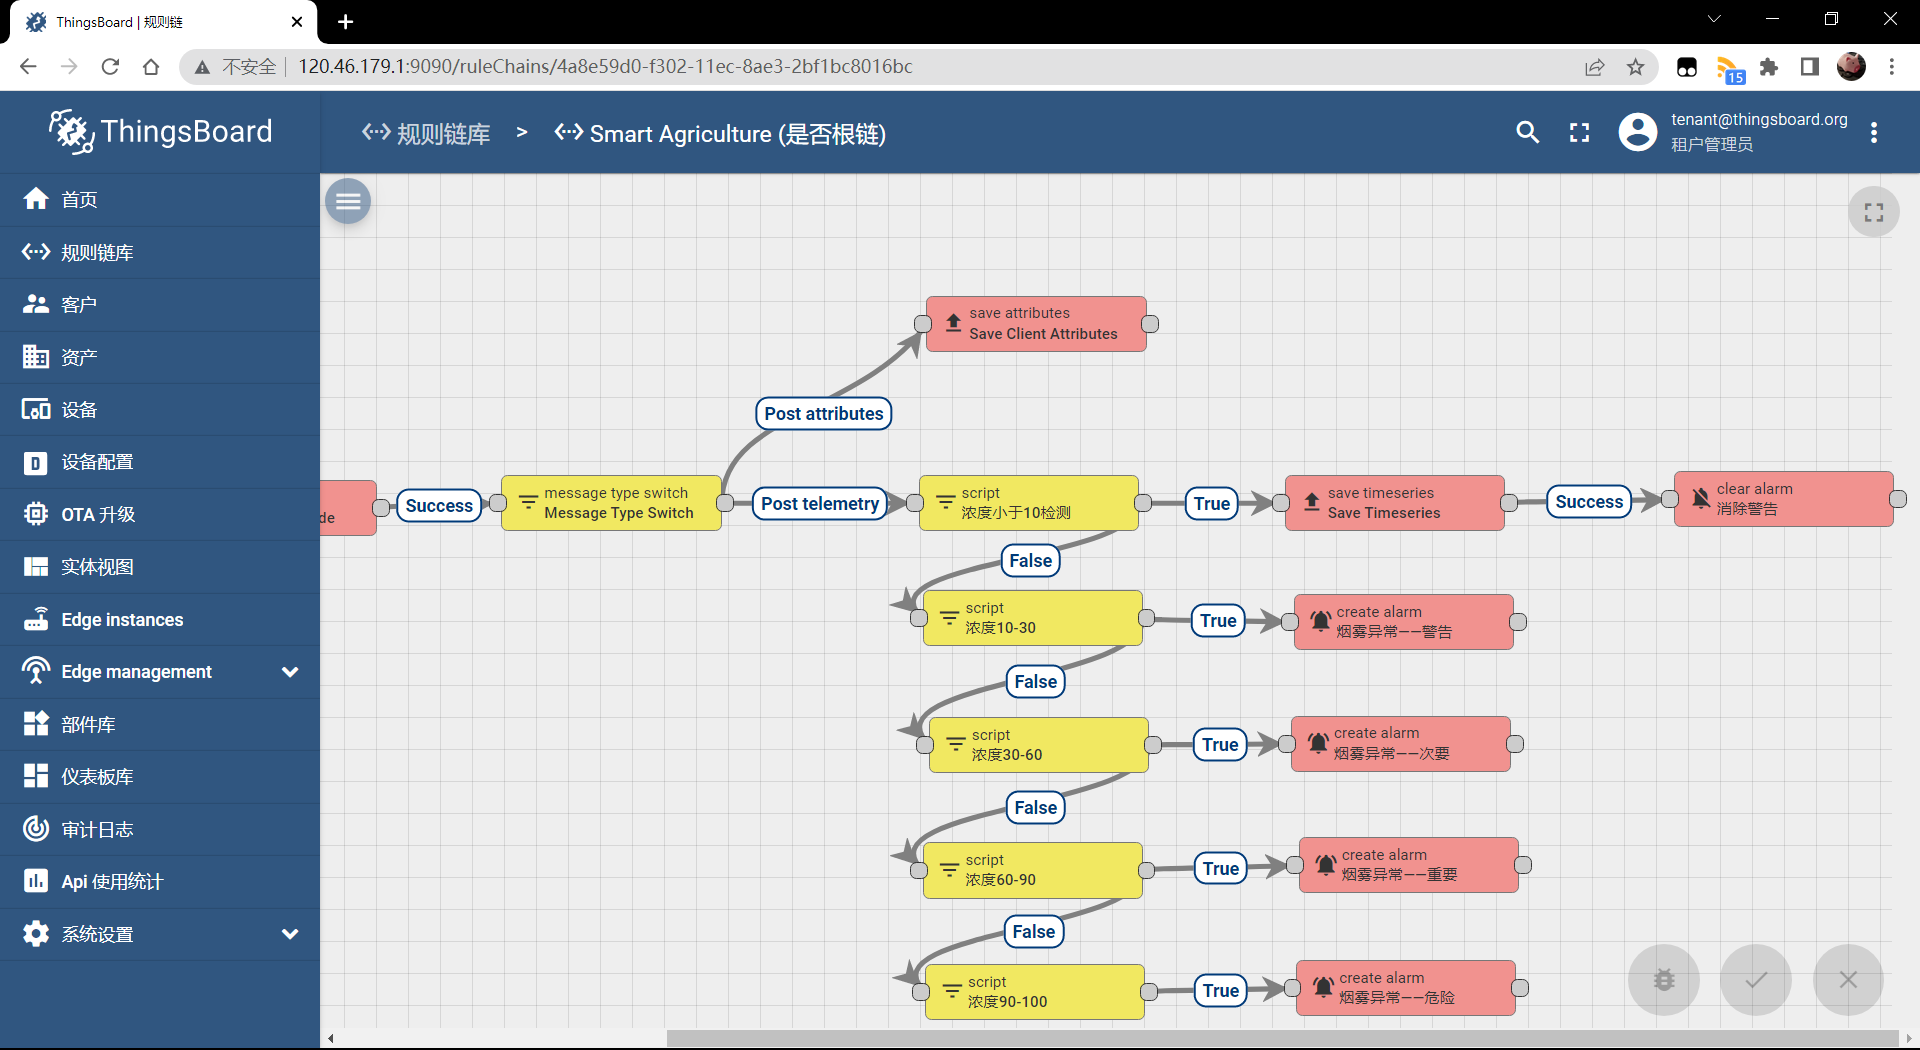 ThingsBoard | 规则链
不安全
120.46.179.1:9090/ruleChains/4a8e59d0-f302-11ec-8ae3-2bf1bc8016bc
15
ThingsBoard
规则链库 > Smart Agriculture (是否根链)
tenant@thingsboard.org
租户管理员
首页
规则链库
客户
资产
设备
设备配置
OTA 升级
实体视图
Edge instances
Edge management
部件库
仪表板库
审计日志
Api 使用统计
系统设置
save attributes
Save Client Attributes
Post attributes
de
Success
message type switch
Message Type Switch
Post telemetry
script
浓度小于10检测
True
save timeseries
Save Timeseries
Success
clear alarm
消除警告
False
script
浓度10-30
True
create alarm
烟雾异常——警告
False
script
浓度30-60
True
create alarm
烟雾异常——次要
False
script
浓度60-90
True
create alarm
烟雾异常——重要
False
script
浓度90-100
True
create alarm
烟雾异常——危险